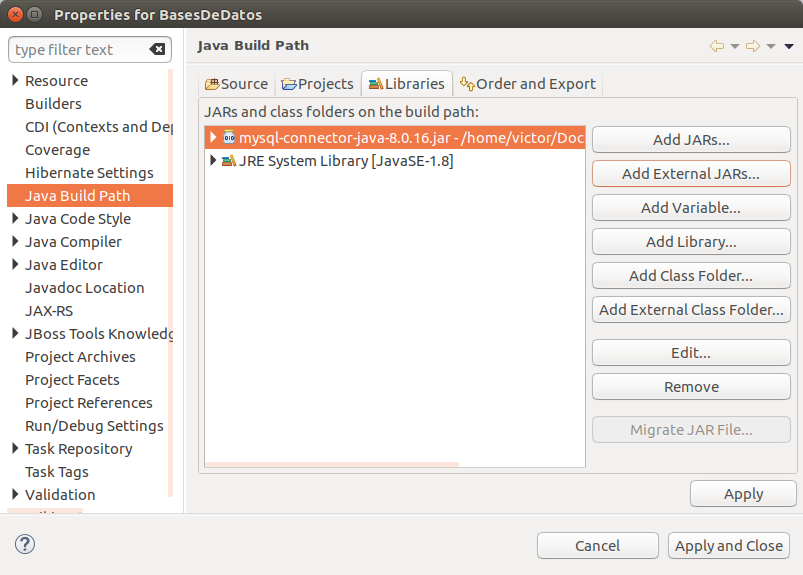 Properties for BasesDeDatos
type filter text
Java Build Path
Resource
Builders
CDI (Contexts and Dep
Coverage
Hibernate Settings
Java Build Path
Java Code Style
Java Compiler
Java Editor
Javadoc Location
JAX-RS
JBoss Tools Knowledg
Project Archives
Project Facets
Project References
Run/Debug Settings
Task Repository
Task Tags
Validation
Source
Projects
Libraries
Order and Export
JARs and class folders on the build path:
mysql-connector-java-8.0.16.jar - /home/victor/Doc
JRE System Library [JavaSE-1.8]
Add JARs...
Add External JARs...
Add Variable...
Add Library...
Add Class Folder...
Add External Class Folder...
Edit...
Remove
Migrate JAR File...
Apply
?
Cancel
Apply and Close